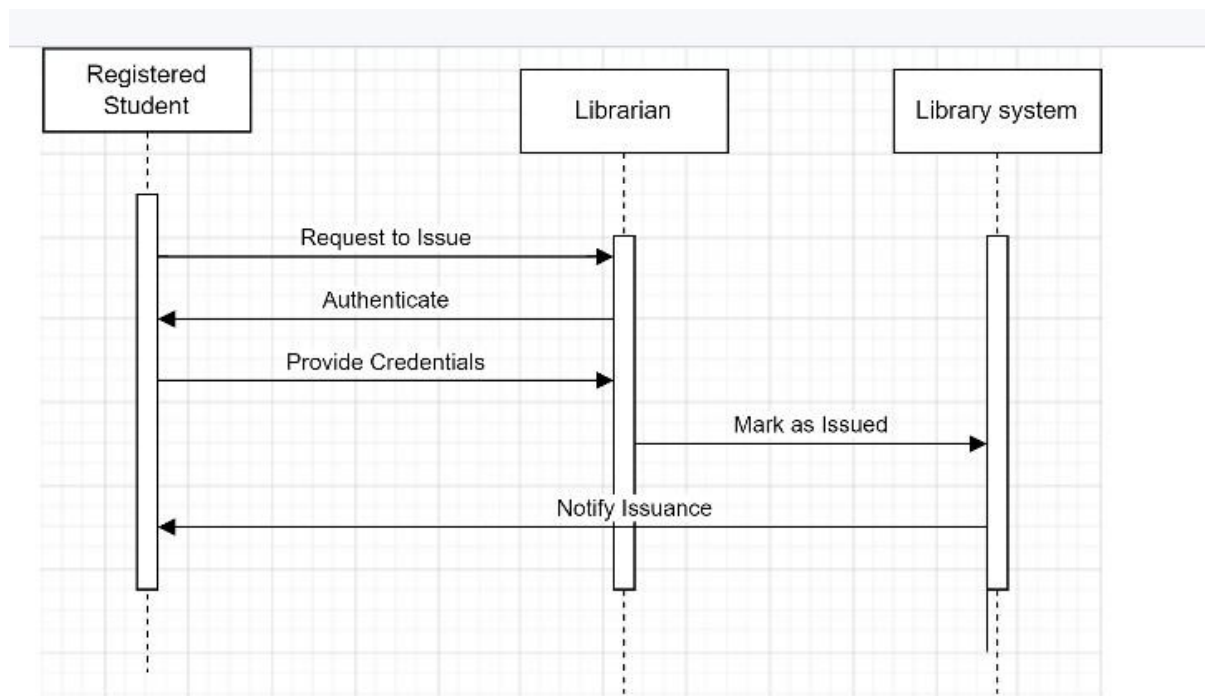 Registered
Student
Librarian
Library system
Request to Issue
Authenticate
Provide Credentials
Mark as Issued
Notify Issuance